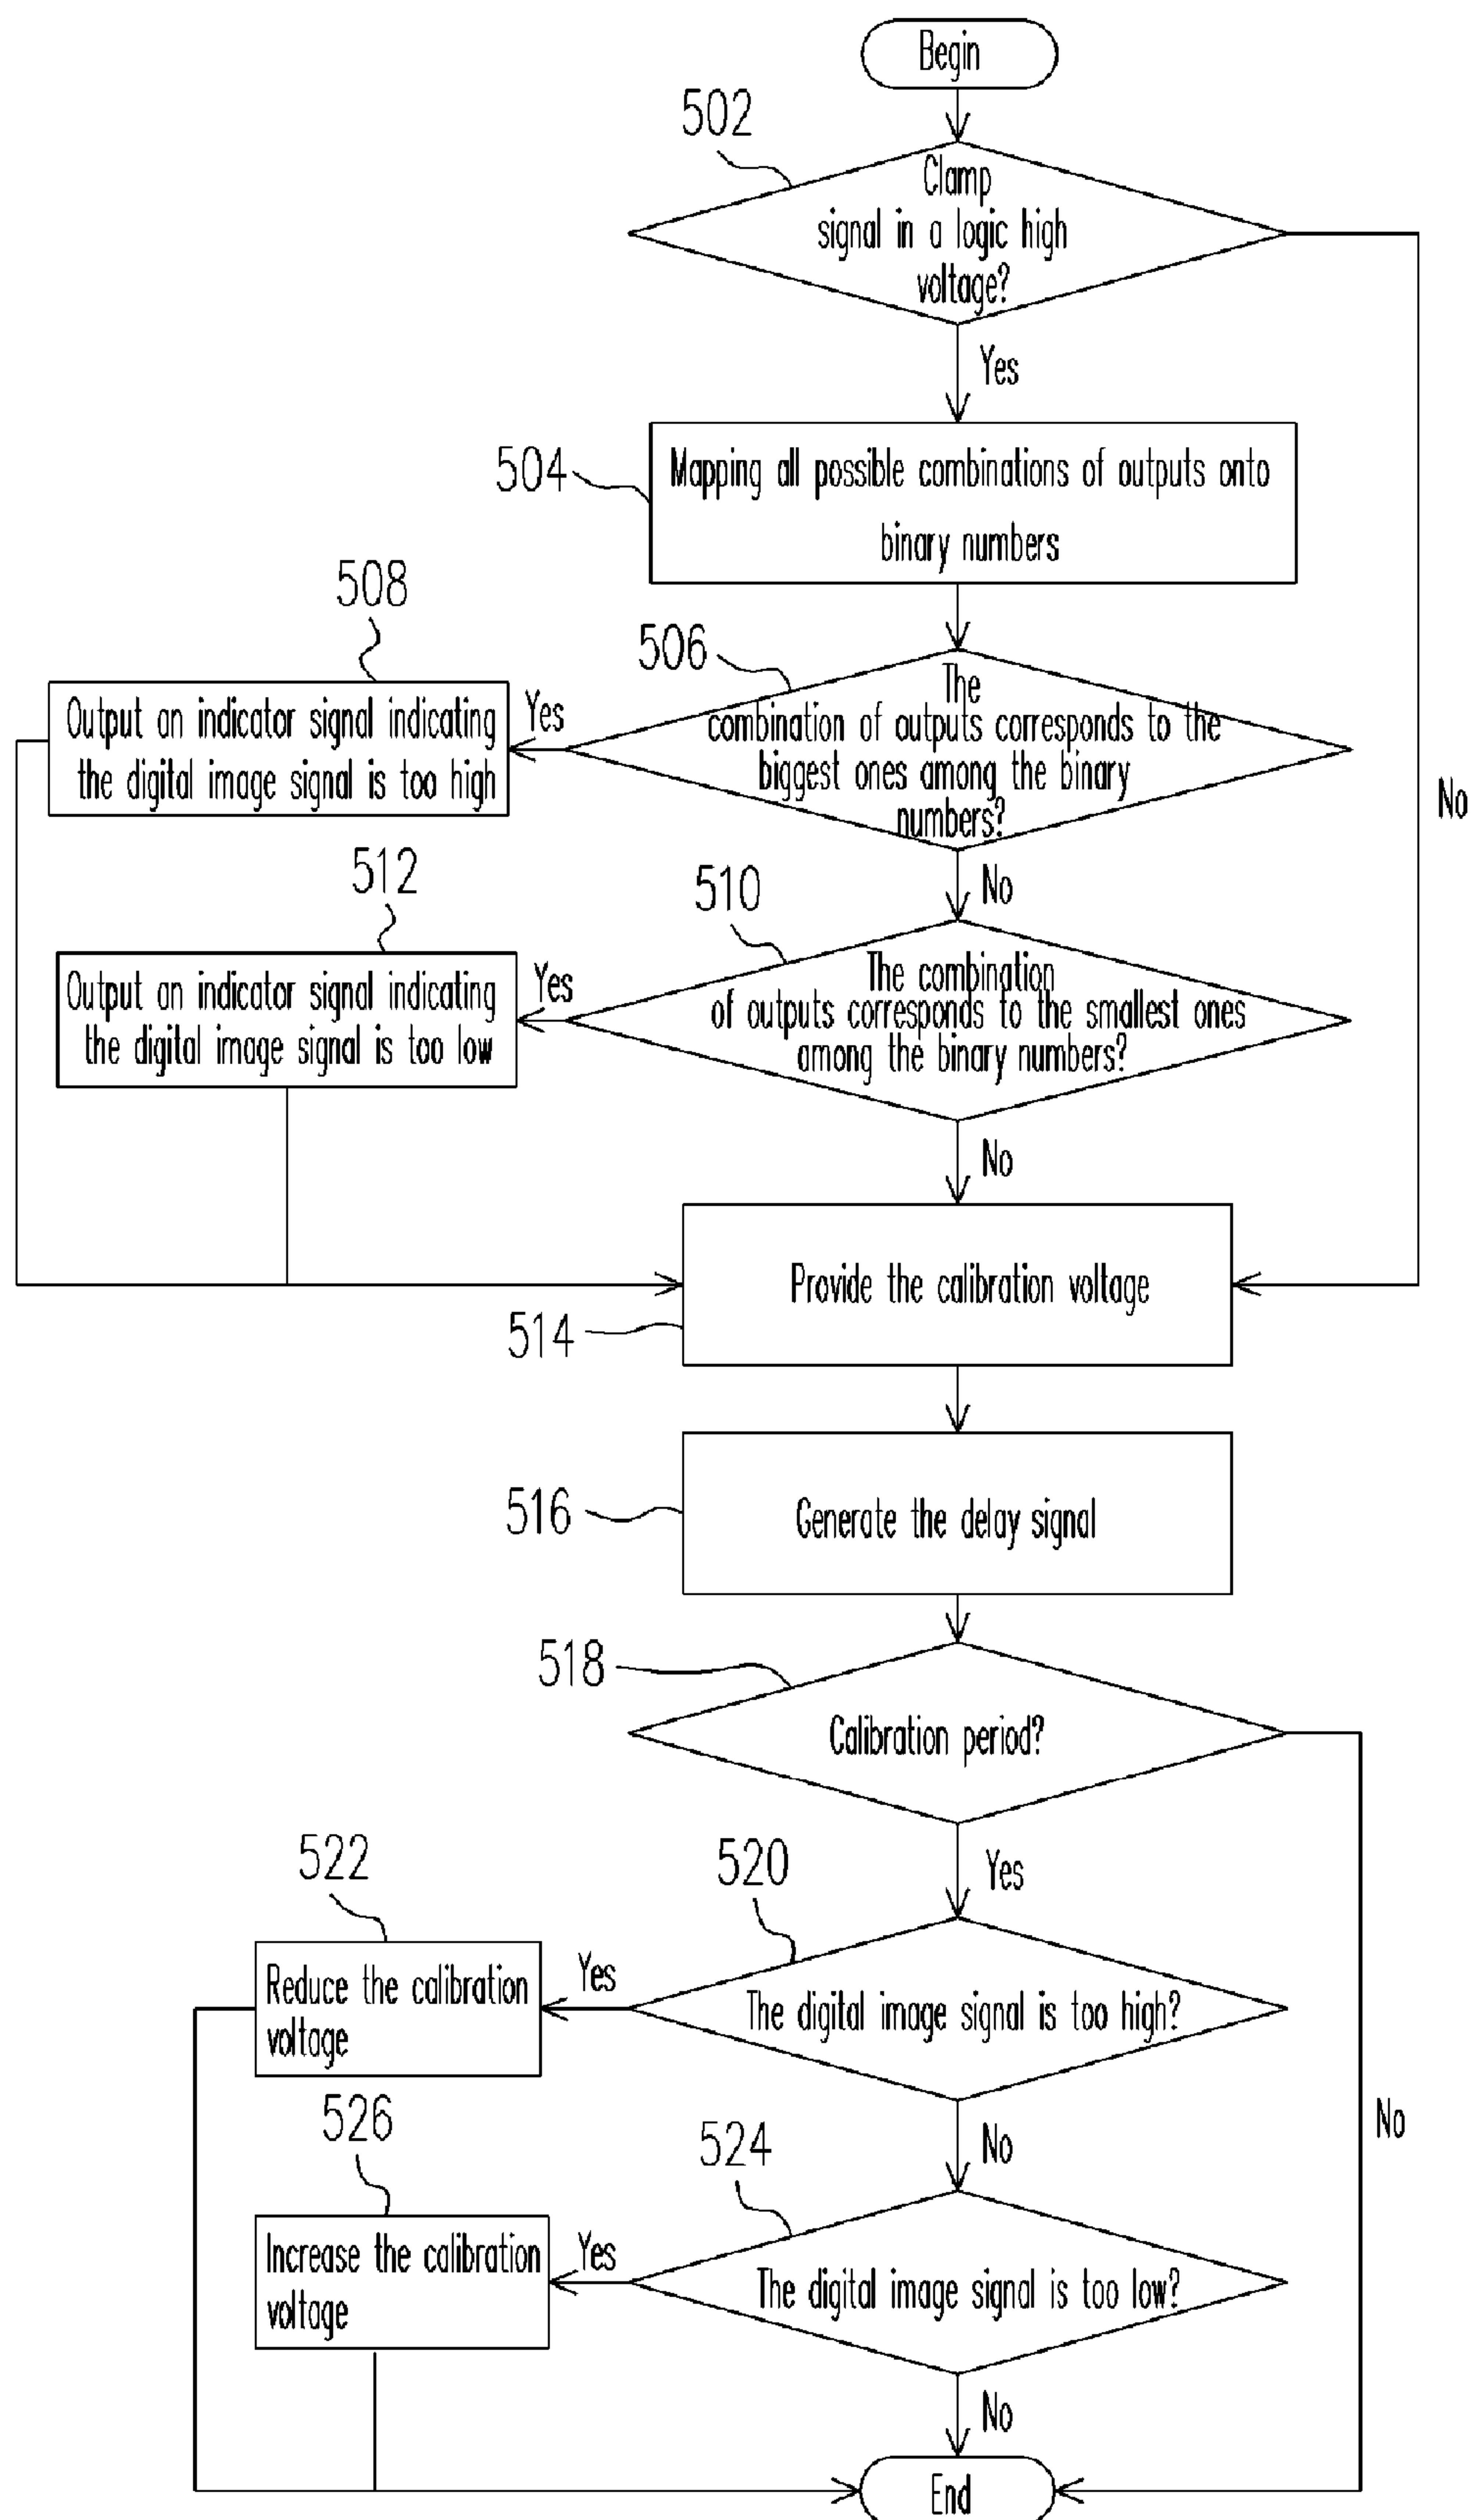 Begin
502
Clamp
signal in a logic high
voltage?
Yes
504
Mapping all possible combinations of outputs onto
binary numbers
508
506
The
combination of outputs corresponds to the
biggest ones among the binary
numbers?
Yes
Output an indicator signal indicating
the digital image signal is too high
No
No
512
510
The combination
of outputs corresponds to the smallest ones
among the binary numbers?
Yes
Output an indicator signal indicating
the digital image signal is too low
No
Provide the calibration voltage
514
516
Generate the delay signal
518
Calibration period?
Yes
522
520
The digital image signal is too high?
Yes
Reduce the calibration
voltage
No
No
526
524
The digital image signal is too low?
Yes
Increase the calibration
voltage
No
End